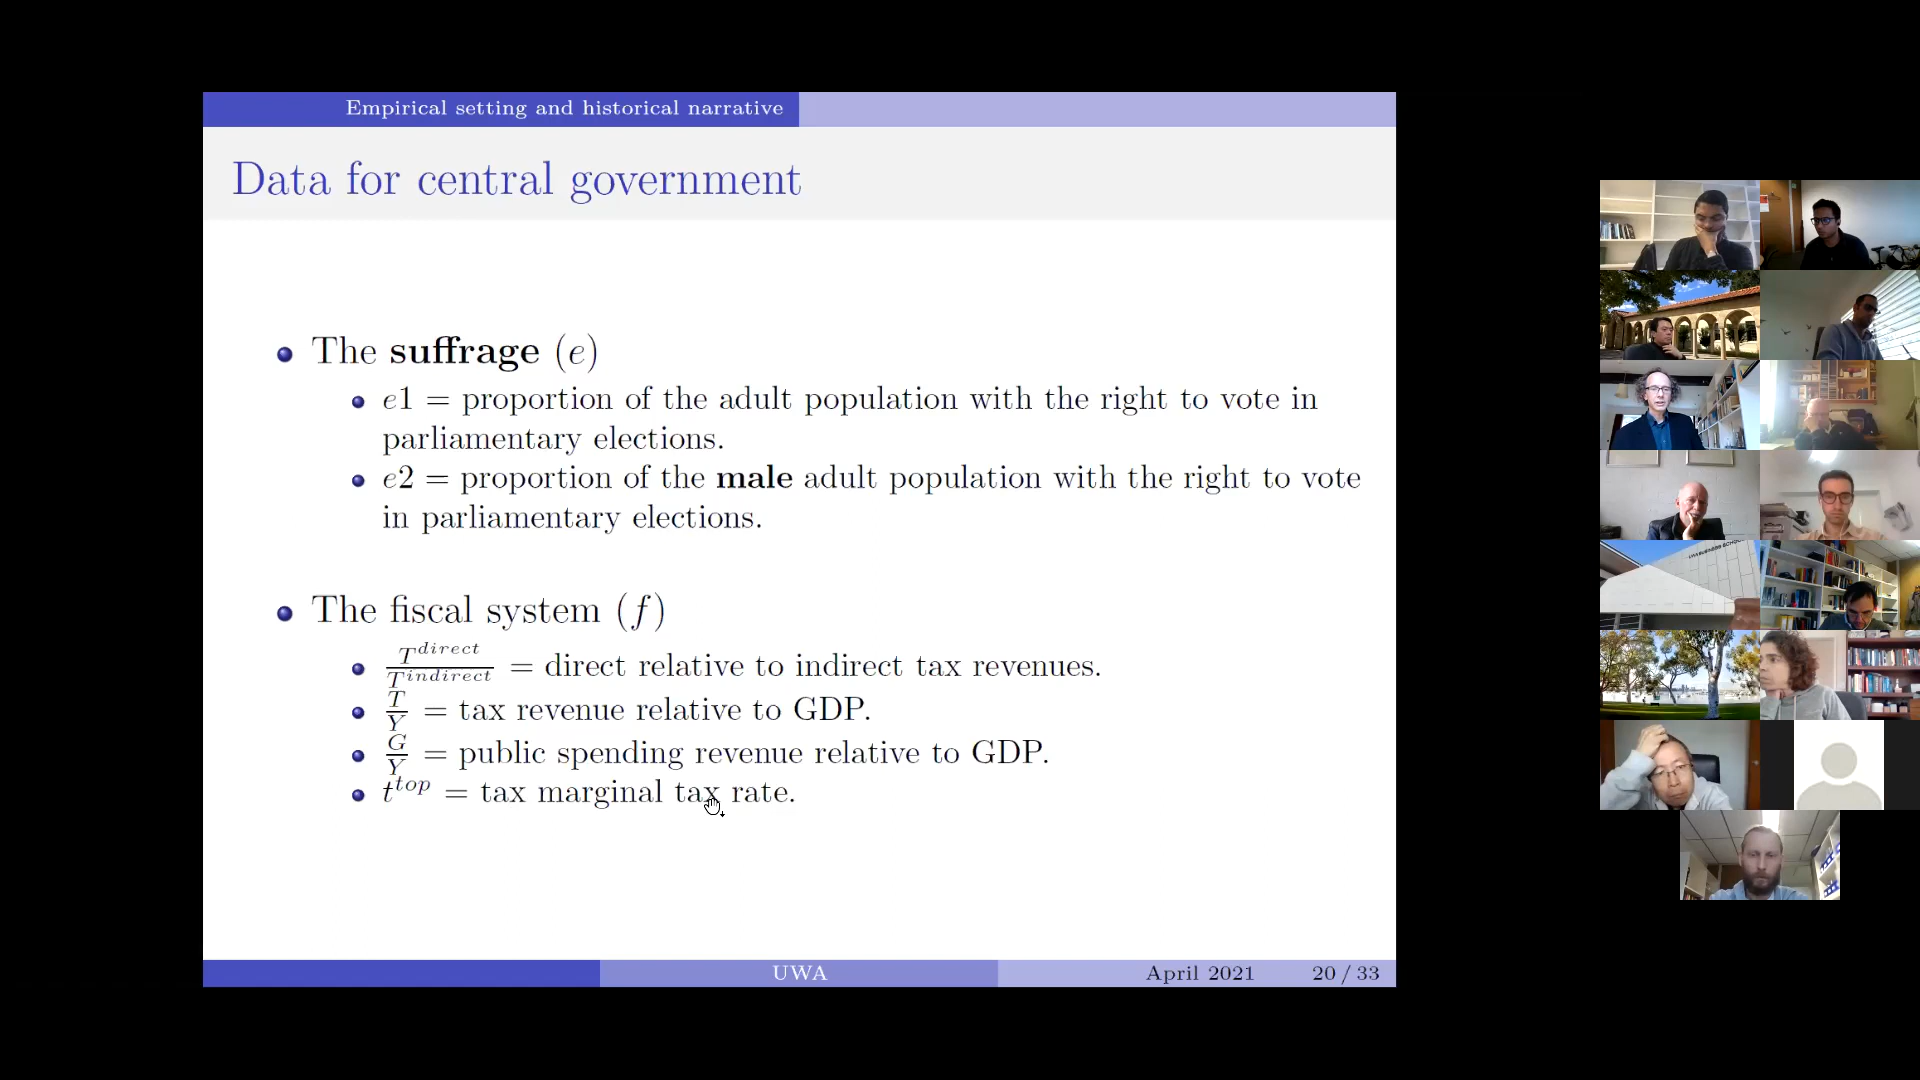 Empirical setting and historical narrative
Data for central government
The suffrage (e)
e1 = proportion of the adult population with the right to vote in
parliamentary elections.
e2 = proportion of the male adult population with the right to vote
in parliamentary elections.
The fiscal system (f)
T^direct / T^indirect = direct relative to indirect tax revenues.
T / Y = tax revenue relative to GDP.
G / Y = public spending revenue relative to GDP.
t^top = tax marginal tax rate.
UWA April 2021 20 / 33